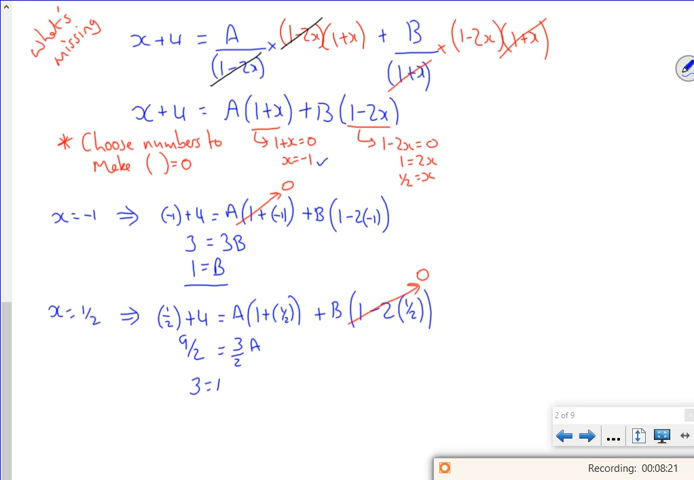 what's missing
x+4 = A/(1-2x) × (1-2x)(1+x) + B/(1+x) × (1-2x)(1+x)
x+4 = A(1+x)+B(1-2x)
* Choose numbers to
Make ( )=0
1+x=0
x=-1 ✓
1-2x=0
1=2x
1/2=x
x=-1 ⇒ (-1)+4 = A(1+(-1)) + B(1-2(-1))
0
3 = 3B
1=B
x=1/2 ⇒ (1/2)+4 = A(1+(1/2)) + B(1-2(1/2))
0
9/2 = 3/2 A
3=1
2 of 9
...
Recording: 00:08:21